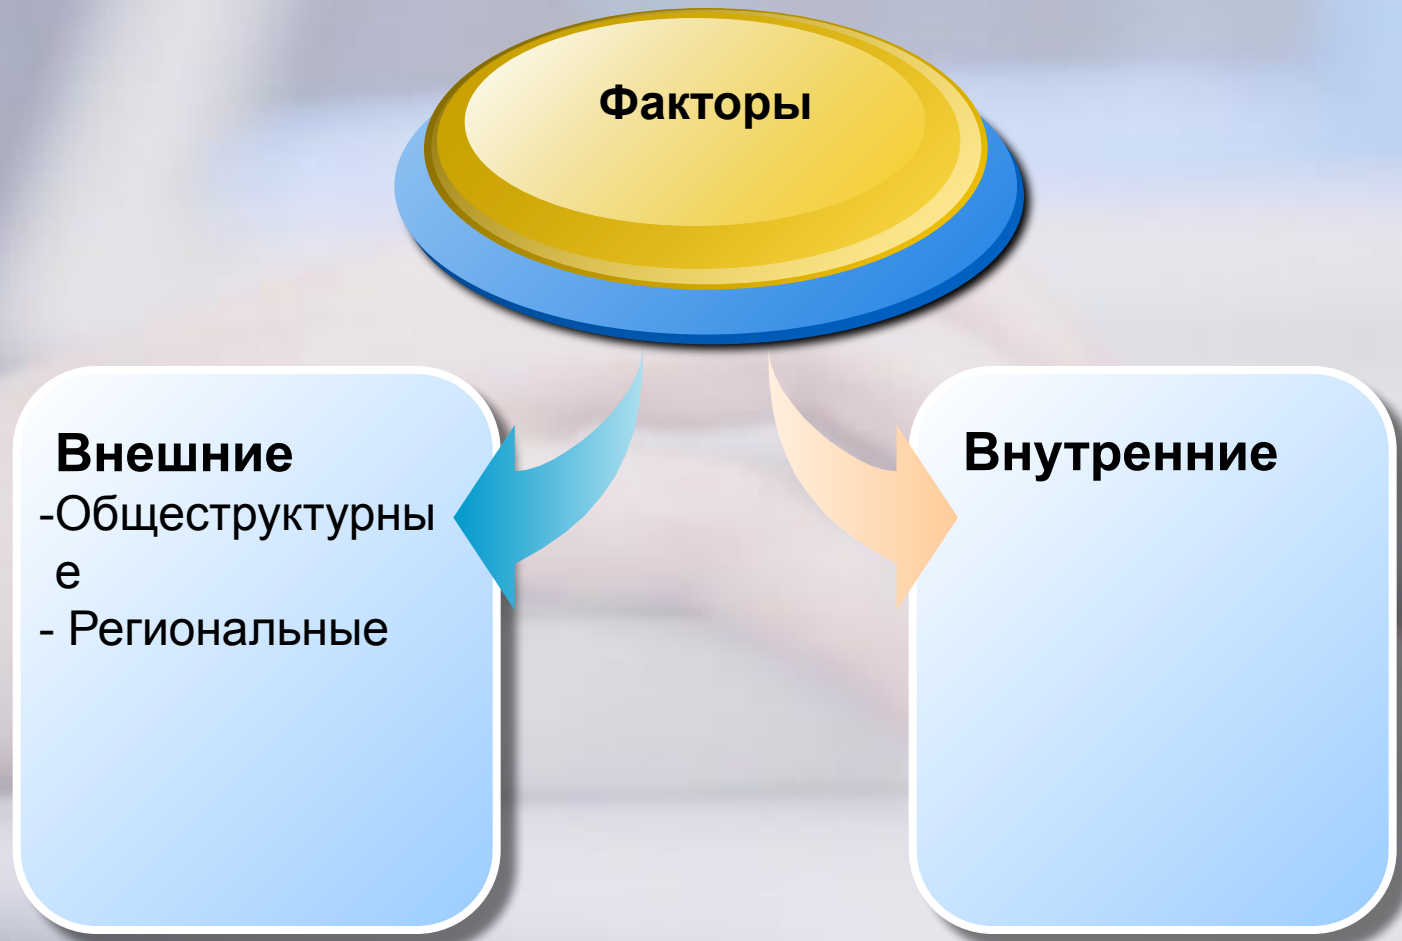 Факторы
Внешние
-Общеструктурны
е
- Региональные
Внутренние